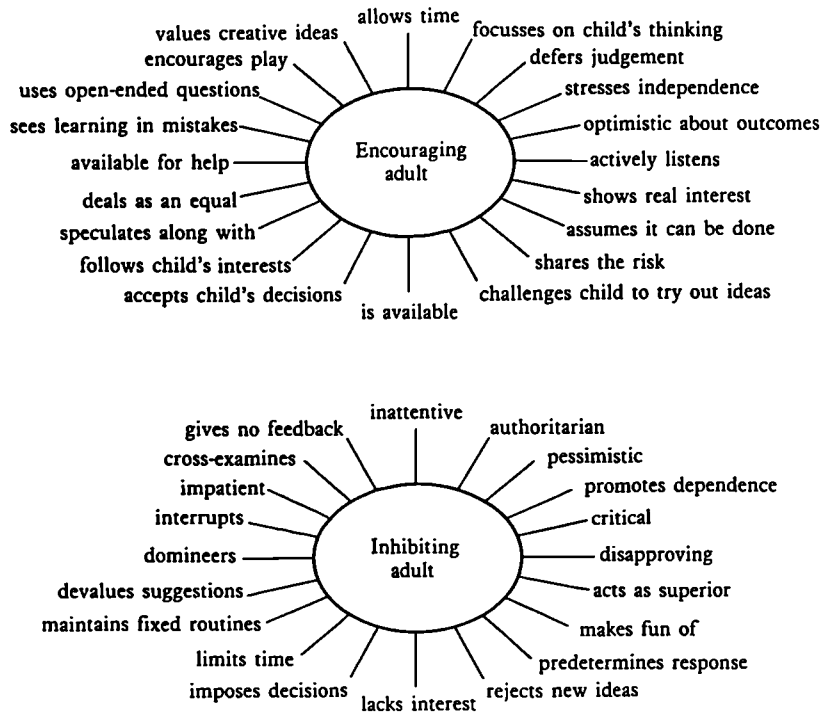 allows time
values creative ideas
focusses on child's thinking
encourages play
defers judgement
uses open-ended questions
stresses independence
sees learning in mistakes
optimistic about outcomes
Encouraging
adult
available for help
actively listens
deals as an equal
shows real interest
speculates along with
assumes it can be done
follows child's interests
shares the risk
accepts child's decisions
challenges child to try out ideas
is available
inattentive
gives no feedback
authoritarian
cross-examines
pessimistic
impatient
promotes dependence
interrupts
critical
Inhibiting
adult
domineers
disapproving
devalues suggestions
acts as superior
maintains fixed routines
makes fun of
limits time
predetermines response
imposes decisions
rejects new ideas
lacks interest